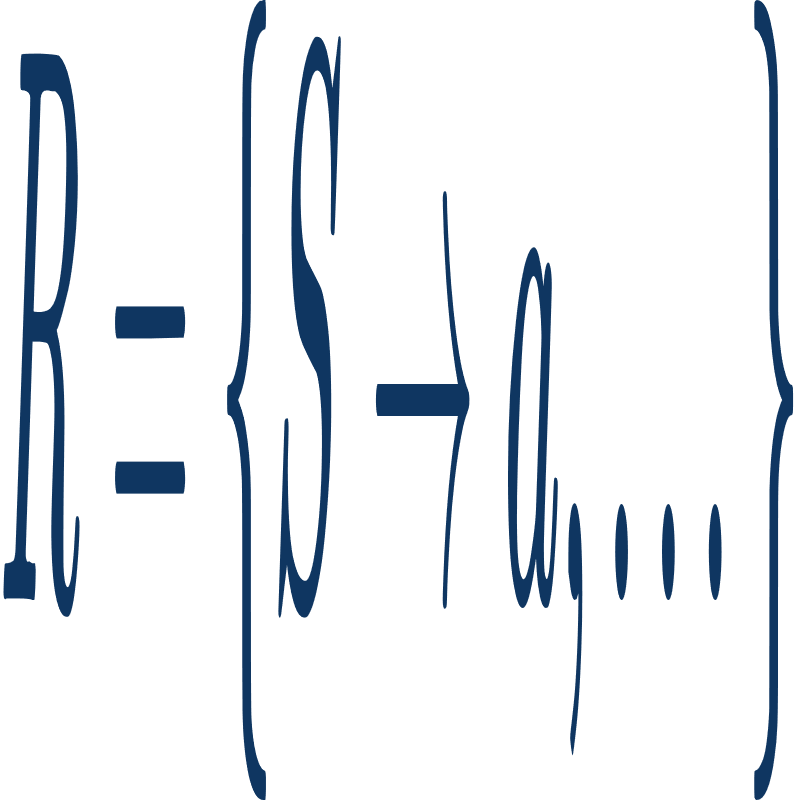 R = {S → a, ...}